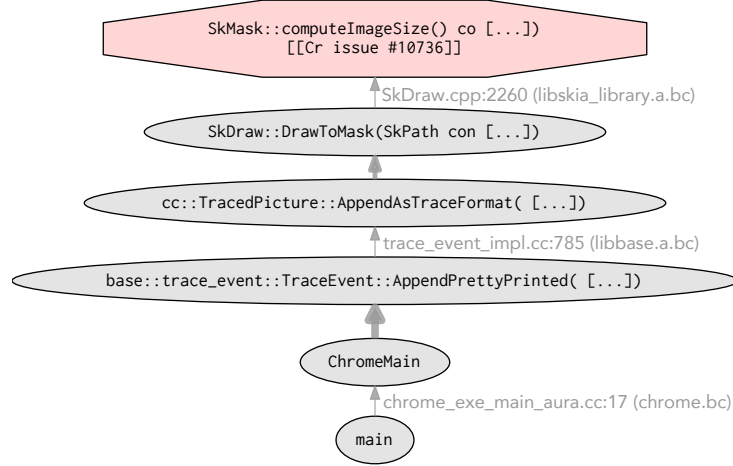 SkMask::computeImageSize() co [...])
[[Cr issue #10736]]
SkDraw.cpp:2260 (libskia_library.a.bc)
SkDraw::DrawToMask(SkPath con [...])
cc::TracedPicture::AppendAsTraceFormat( [...])
trace_event_impl.cc:785 (libbase.a.bc)
base::trace_event::TraceEvent::AppendPrettyPrinted( [...])
ChromeMain
chrome_exe_main_aura.cc:17 (chrome.bc)
main